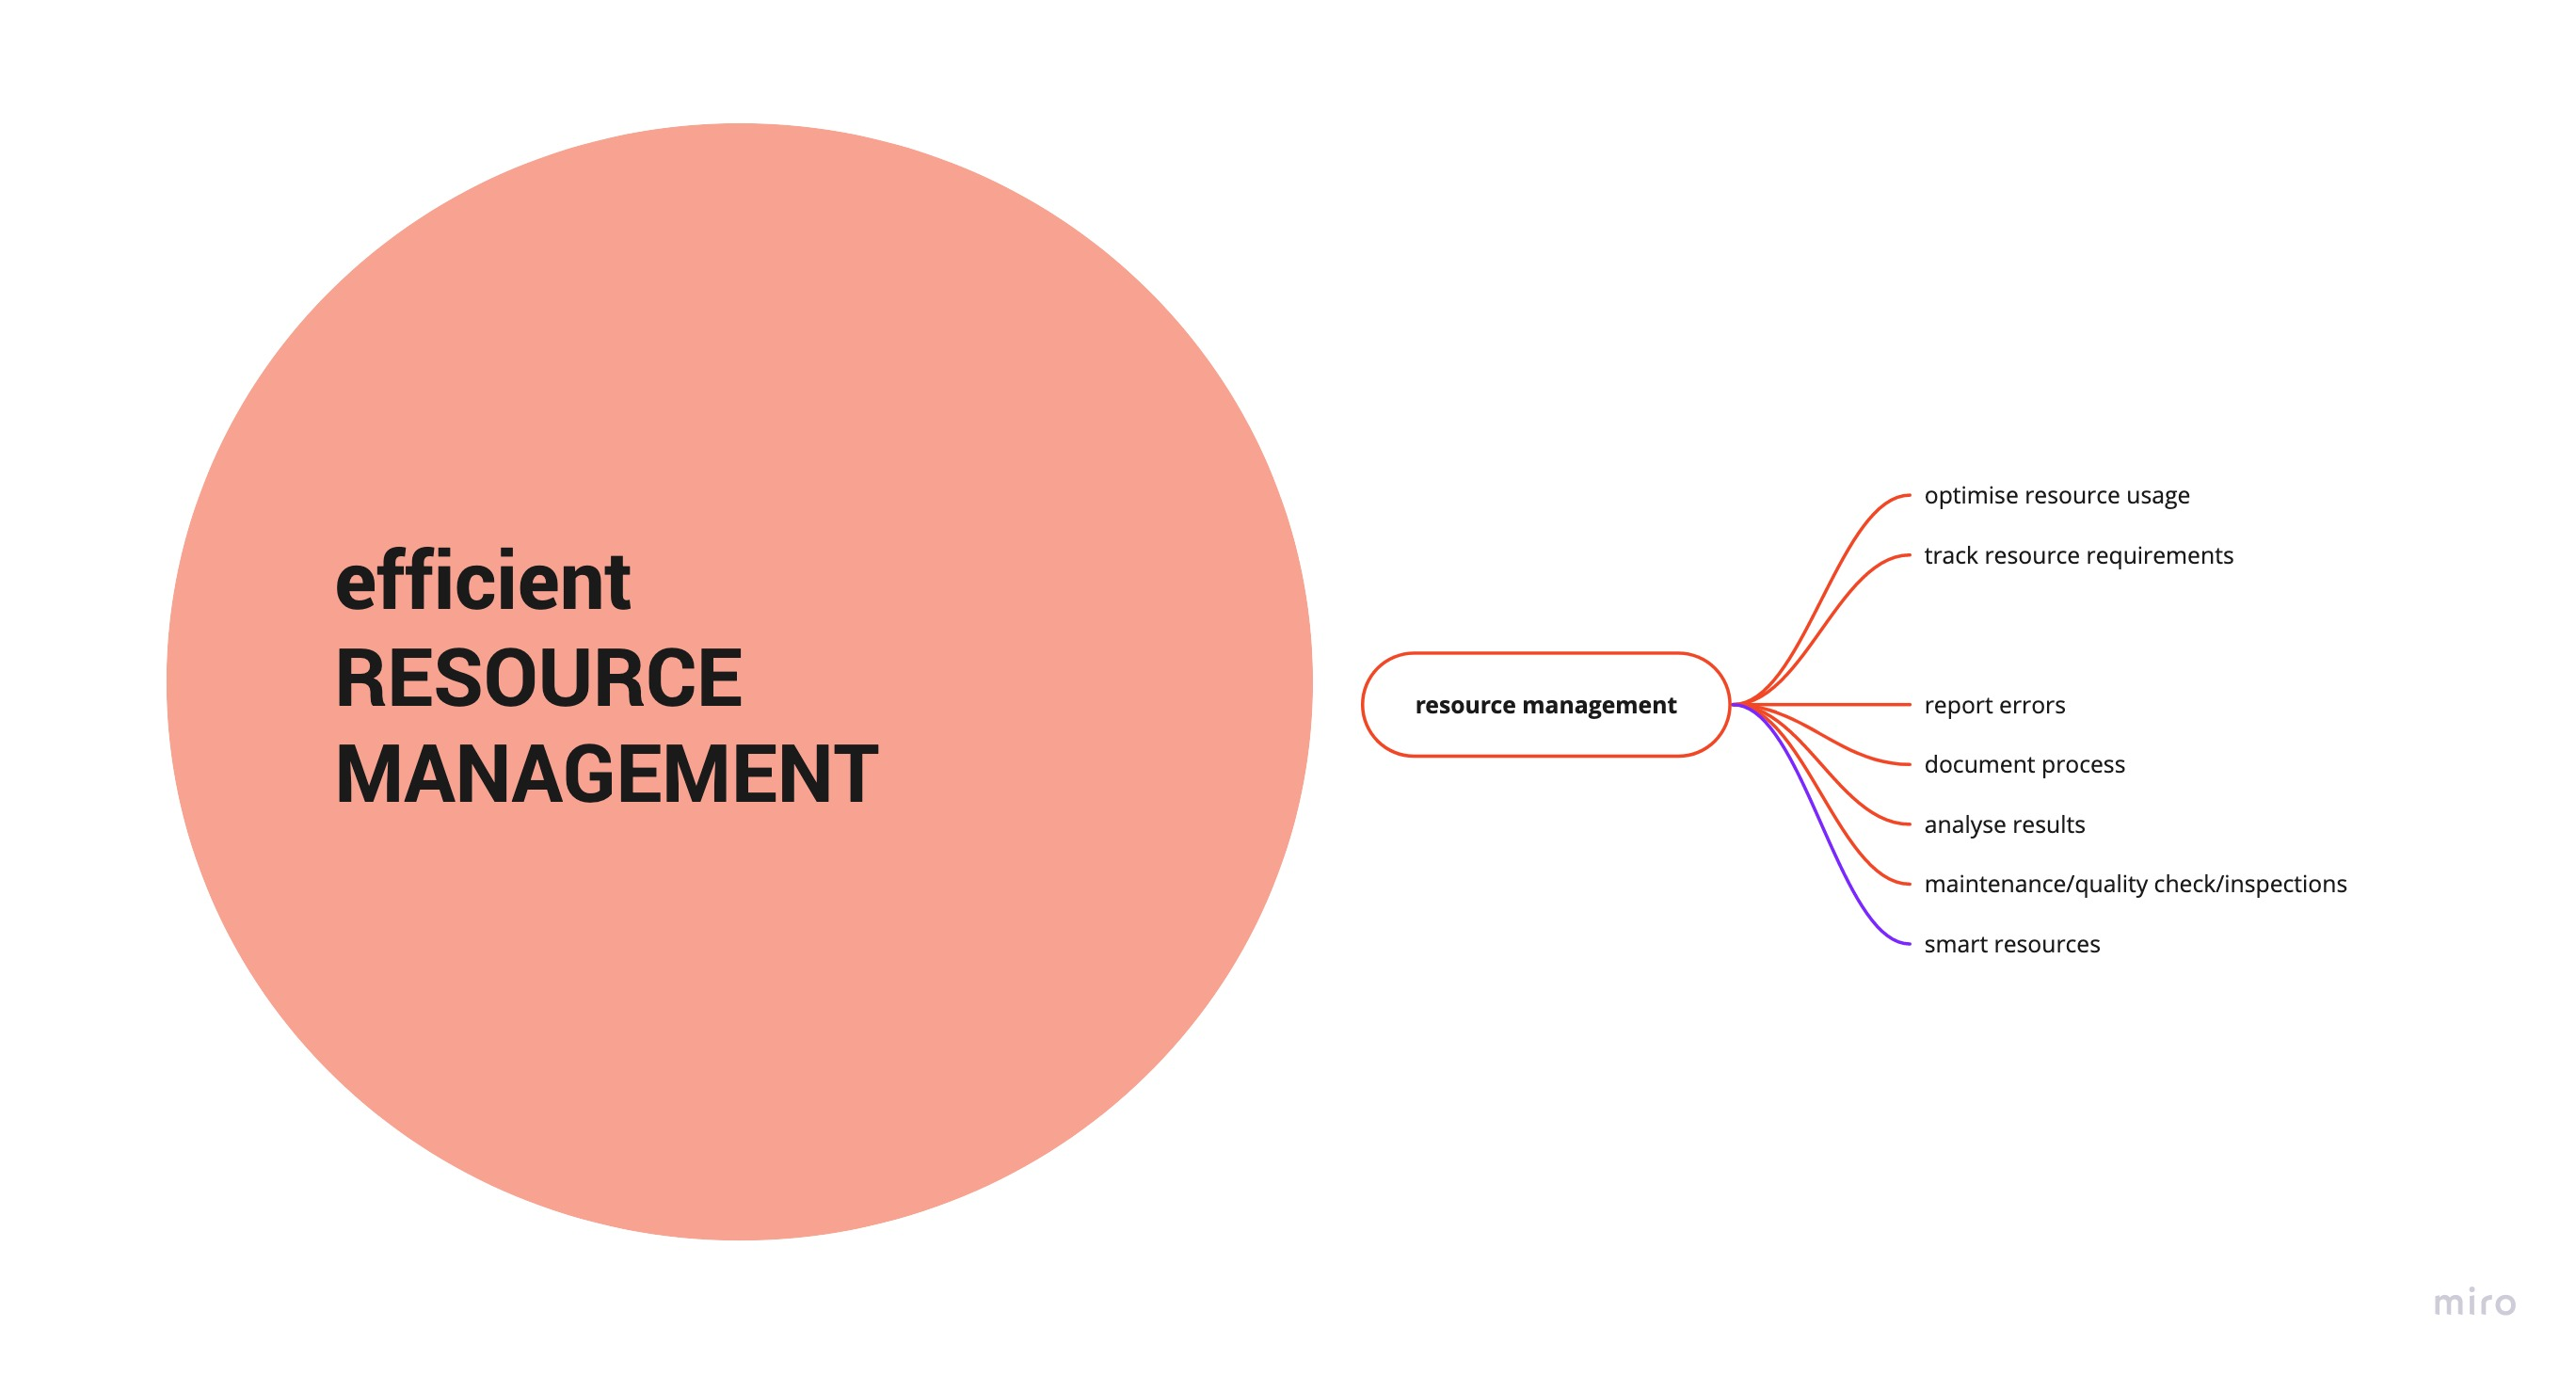 efficient
RESOURCE
MANAGEMENT
resource management
optimise resource usage
track resource requirements
report errors
document process
analyse results
maintenance/quality check/inspections
smart resources
miro